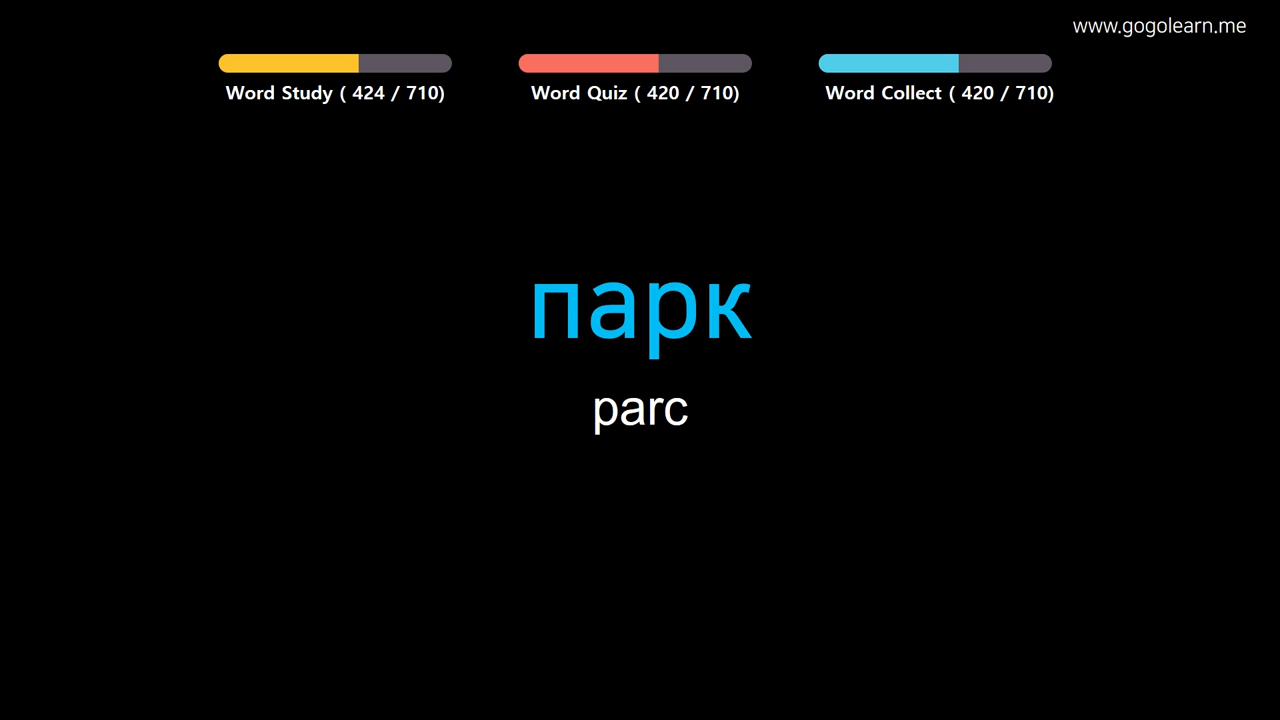 www.gogolearn.me
Word Study ( 424 / 710)
Word Quiz ( 420 / 710)
Word Collect ( 420 / 710)
парк
parc